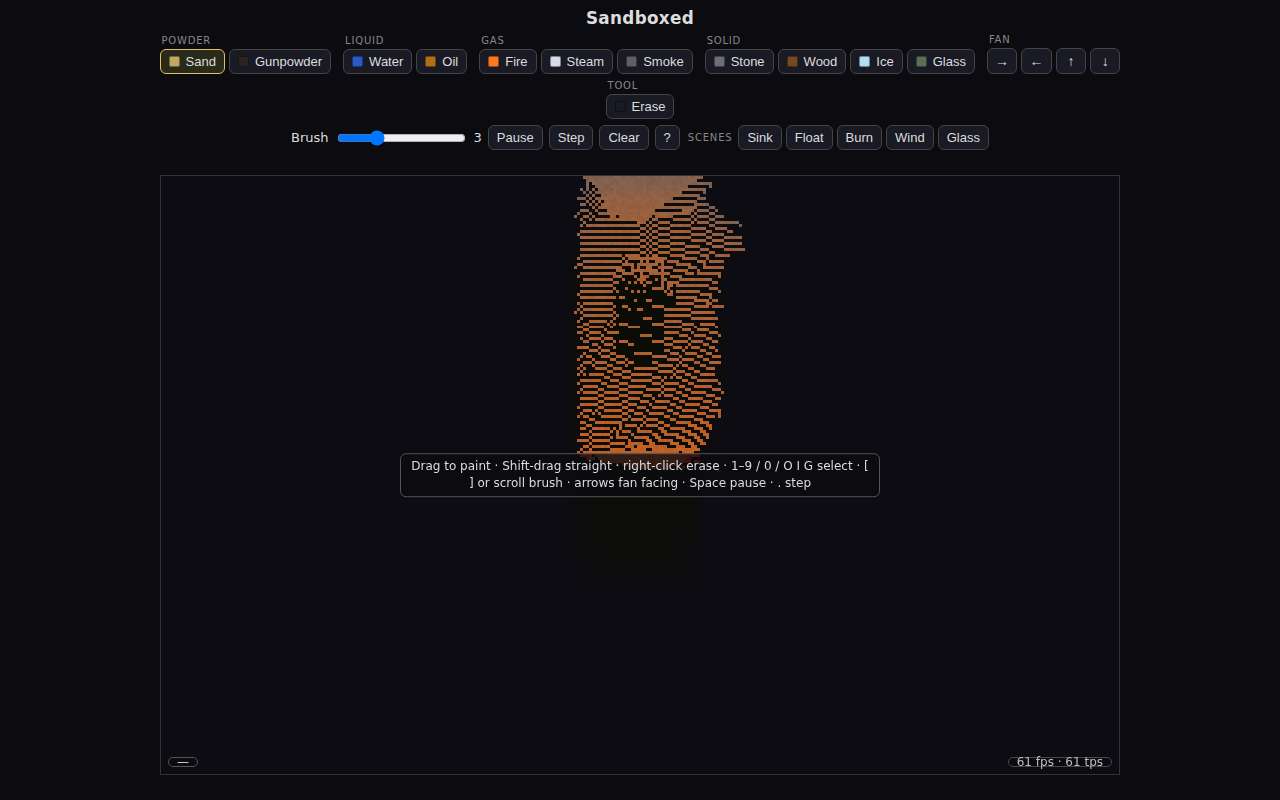 Sandboxed
POWDER LIQUID GAS SOLID FAN
Sand Gunpowder Water Oil Fire Steam Smoke Stone Wood Ice Glass → ← ↑ ↓
TOOL
Erase
Brush 3 Pause Step Clear ? SCENES Sink Float Burn Wind Glass
Drag to paint · Shift-drag straight · right-click erase · 1–9 / 0 / O I G select · [
] or scroll brush · arrows fan facing · Space pause · . step
— 61 fps · 61 tps